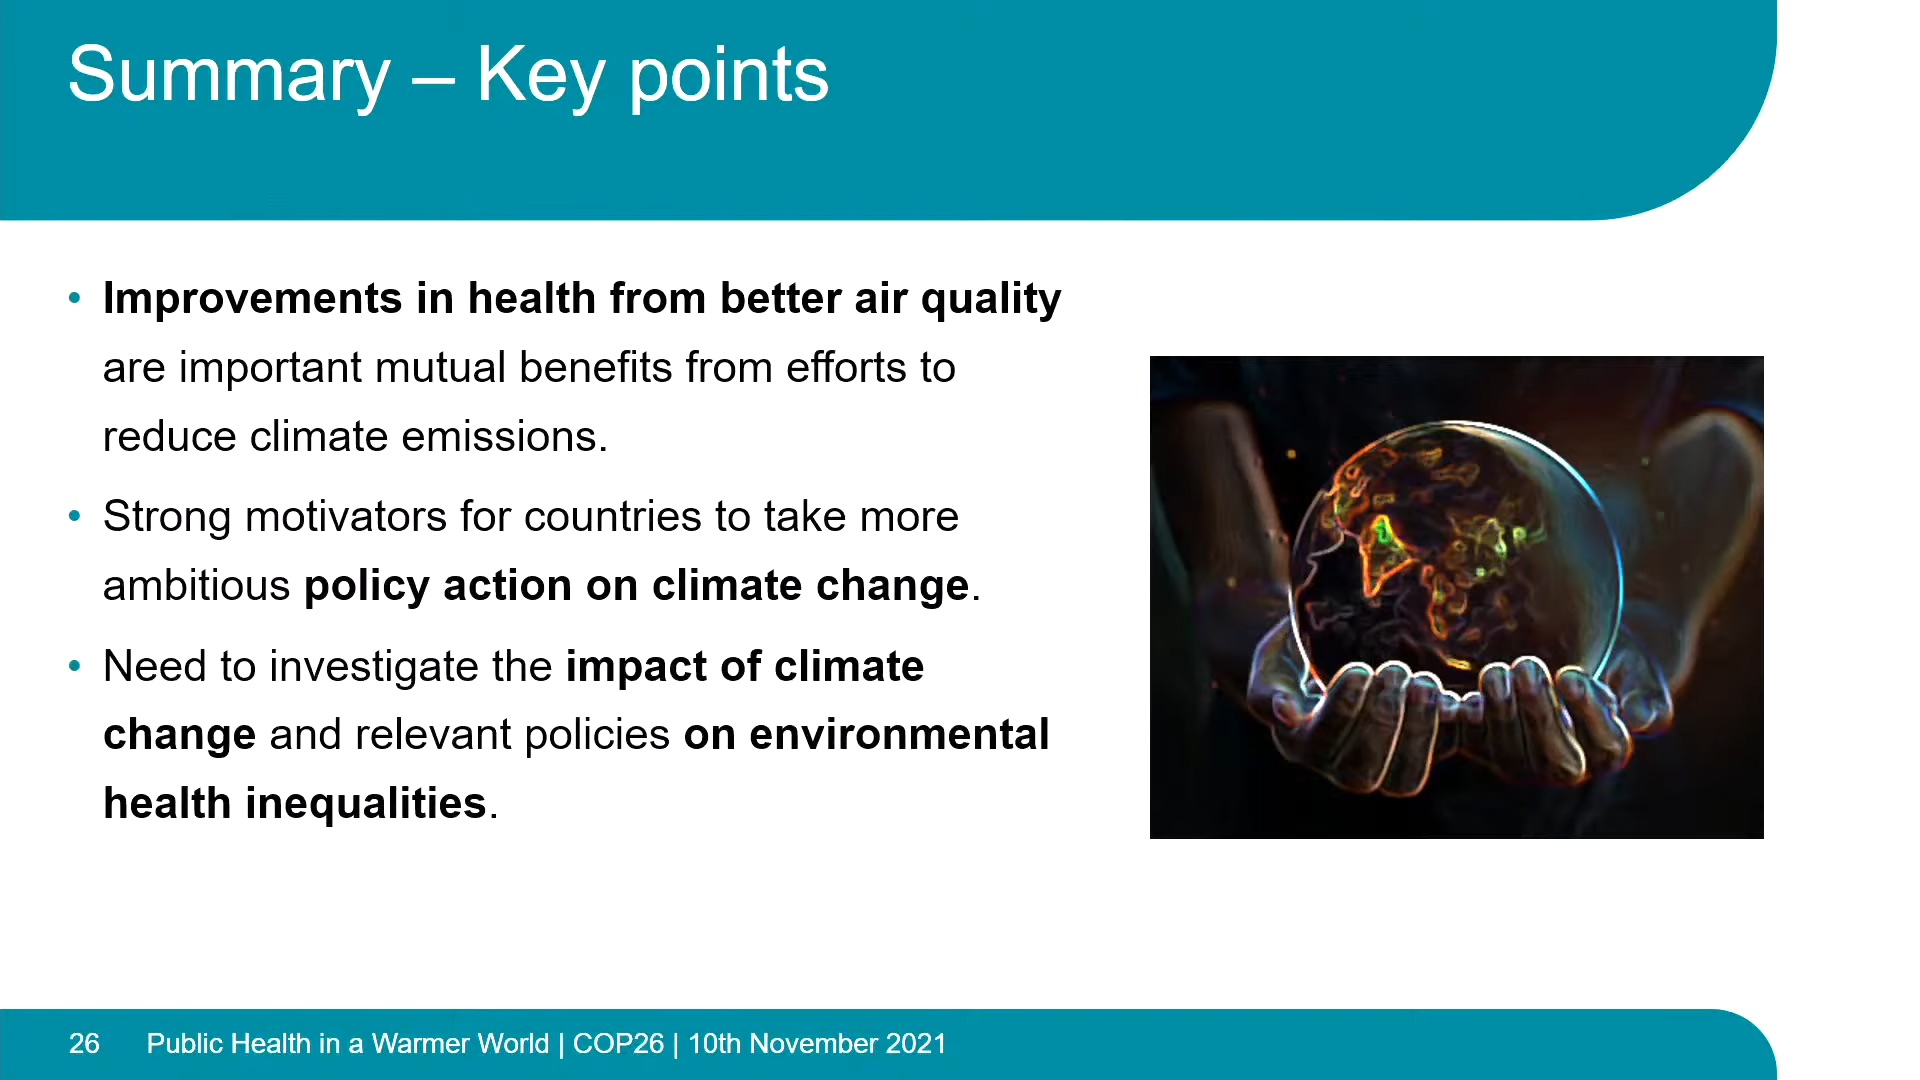 Summary – Key points
• Improvements in health from better air quality
are important mutual benefits from efforts to
reduce climate emissions.
• Strong motivators for countries to take more
ambitious policy action on climate change.
• Need to investigate the impact of climate
change and relevant policies on environmental
health inequalities.
26 Public Health in a Warmer World | COP26 | 10th November 2021